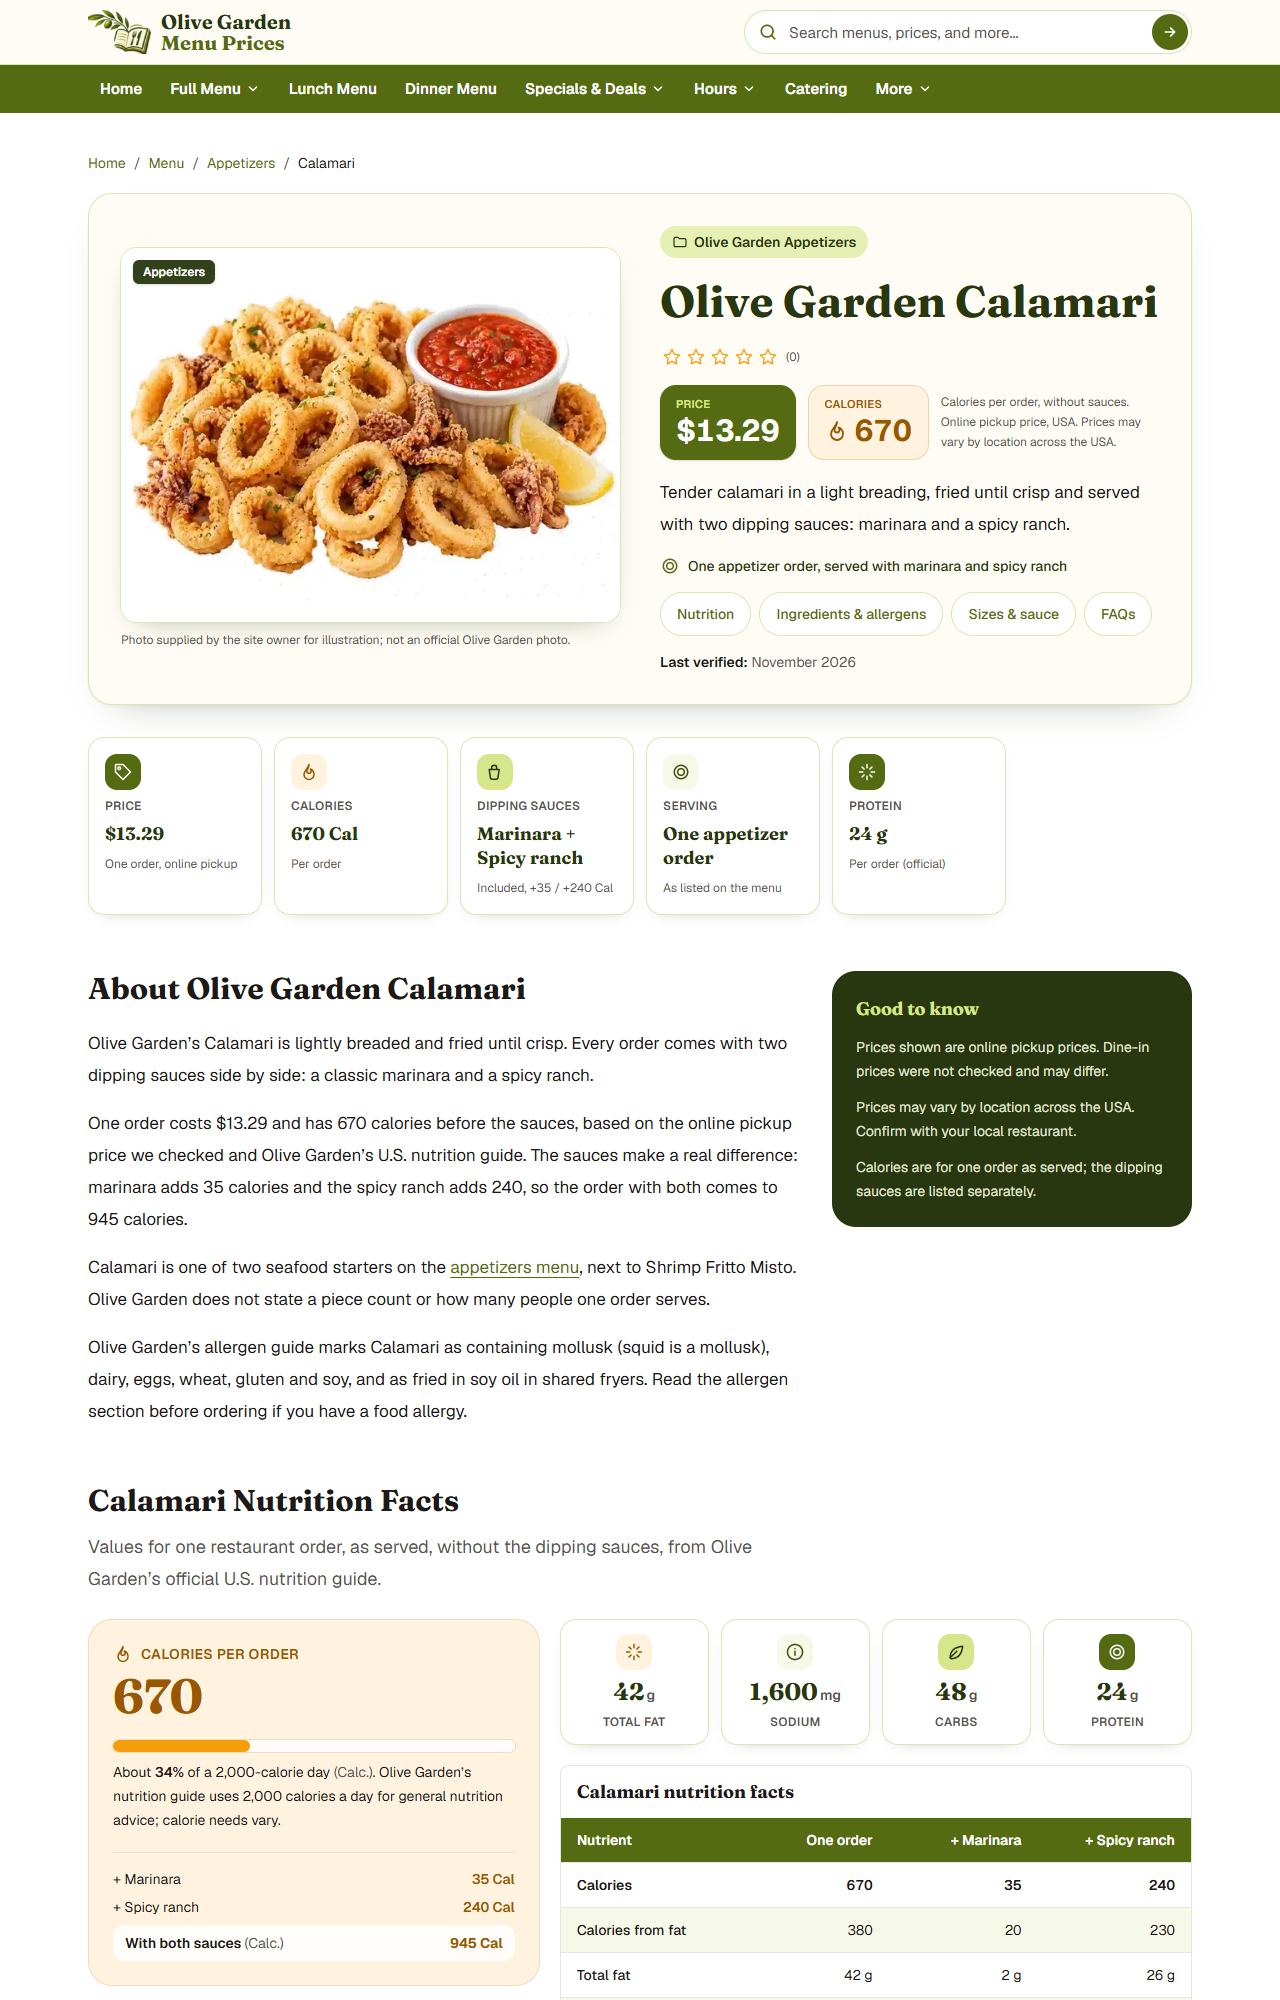 Olive Garden
Menu Prices
Search menus, prices, and more...
Home
Full Menu
Lunch Menu
Dinner Menu
Specials & Deals
Hours
Catering
More
Home / Menu / Appetizers / Calamari
Appetizers
Photo supplied by the site owner for illustration; not an official Olive Garden photo.
Olive Garden Appetizers
Olive Garden Calamari
(0)
PRICE
$13.29
CALORIES
670
Calories per order, without sauces.
Online pickup price, USA. Prices may
vary by location across the USA.
Tender calamari in a light breading, fried until crisp and served
with two dipping sauces: marinara and a spicy ranch.
One appetizer order, served with marinara and spicy ranch
Nutrition
Ingredients & allergens
Sizes & sauce
FAQs
Last verified: November 2026
PRICE
$13.29
One order, online pickup
CALORIES
670 Cal
Per order
DIPPING SAUCES
Marinara +
Spicy ranch
Included, +35 / +240 Cal
SERVING
One appetizer
order
As listed on the menu
PROTEIN
24 g
Per order (official)
About Olive Garden Calamari
Olive Garden's Calamari is lightly breaded and fried until crisp. Every order comes with two
dipping sauces side by side: a classic marinara and a spicy ranch.
One order costs $13.29 and has 670 calories before the sauces, based on the online pickup
price we checked and Olive Garden's U.S. nutrition guide. The sauces make a real difference:
marinara adds 35 calories and the spicy ranch adds 240, so the order with both comes to
945 calories.
Calamari is one of two seafood starters on the appetizers menu, next to Shrimp Fritto Misto.
Olive Garden does not state a piece count or how many people one order serves.
Olive Garden's allergen guide marks Calamari as containing mollusk (squid is a mollusk),
dairy, eggs, wheat, gluten and soy, and as fried in soy oil in shared fryers. Read the allergen
section before ordering if you have a food allergy.
Good to know
Prices shown are online pickup prices. Dine-in
prices were not checked and may differ.
Prices may vary by location across the USA.
Confirm with your local restaurant.
Calories are for one order as served; the dipping
sauces are listed separately.
Calamari Nutrition Facts
Values for one restaurant order, as served, without the dipping sauces, from Olive
Garden's official U.S. nutrition guide.
CALORIES PER ORDER
670
About 34% of a 2,000-calorie day (Calc.). Olive Garden's
nutrition guide uses 2,000 calories a day for general nutrition
advice; calorie needs vary.
+ Marinara 35 Cal
+ Spicy ranch 240 Cal
With both sauces (Calc.) 945 Cal
42 g
TOTAL FAT
1,600 mg
SODIUM
48 g
CARBS
24 g
PROTEIN
Calamari nutrition facts
Nutrient One order + Marinara + Spicy ranch
Calories 670 35 240
Calories from fat 380 20 230
Total fat 42 g 2 g 26 g